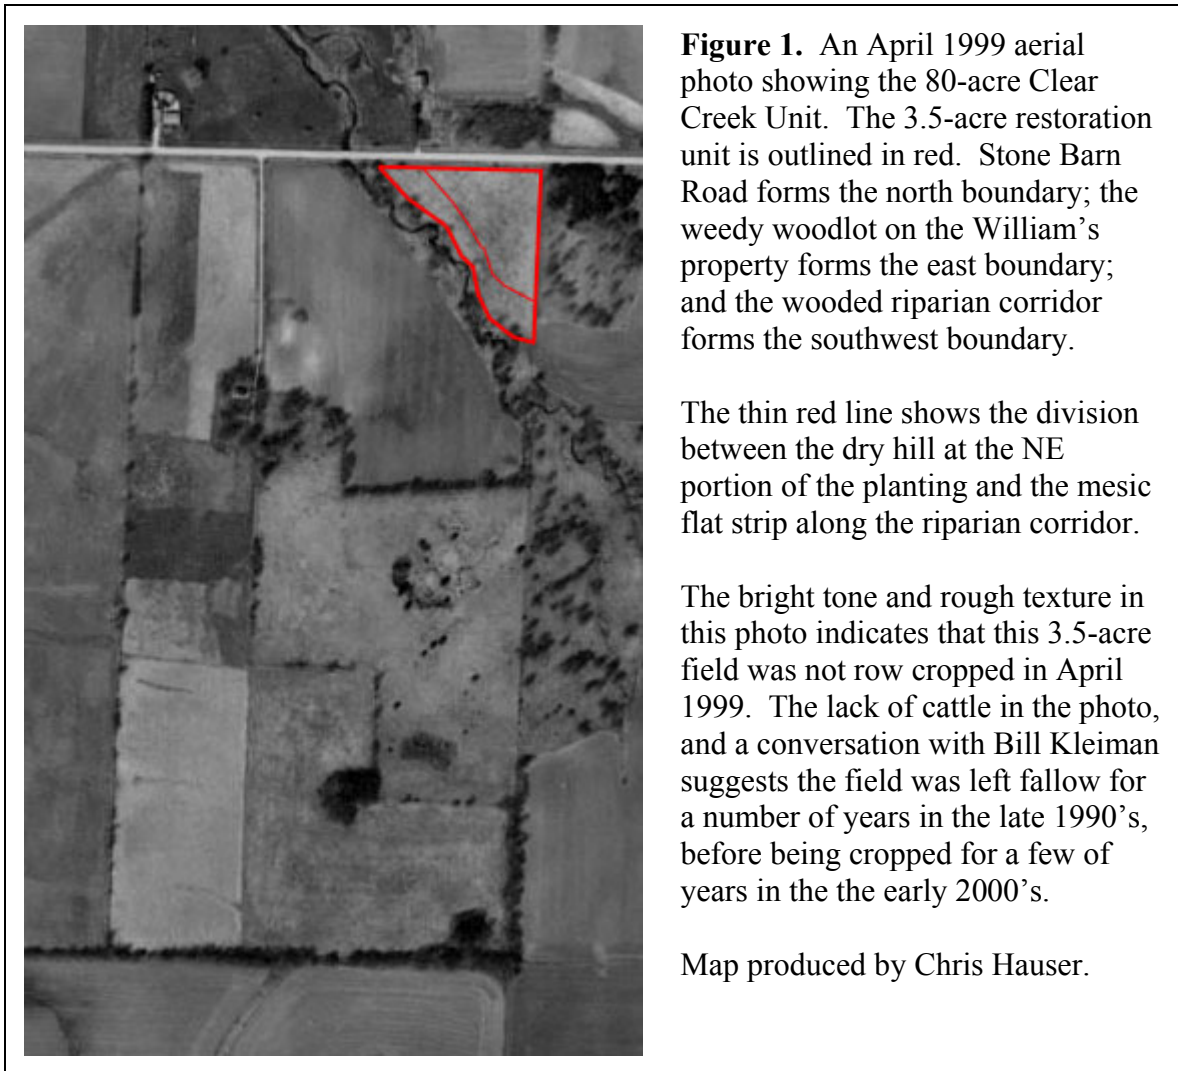 Figure 1.  An April 1999 aerial
photo showing the 80-acre Clear
Creek Unit.  The 3.5-acre restoration
unit is outlined in red.  Stone Barn
Road forms the north boundary; the
weedy woodlot on the William’s
property forms the east boundary;
and the wooded riparian corridor
forms the southwest boundary.
The thin red line shows the division
between the dry hill at the NE
portion of the planting and the mesic
flat strip along the riparian corridor.
The bright tone and rough texture in
this photo indicates that this 3.5-acre
field was not row cropped in April
1999.  The lack of cattle in the photo,
and a conversation with Bill Kleiman
suggests the field was left fallow for
a number of years in the late 1990’s,
before being cropped for a few of
years in the the early 2000’s.
Map produced by Chris Hauser.